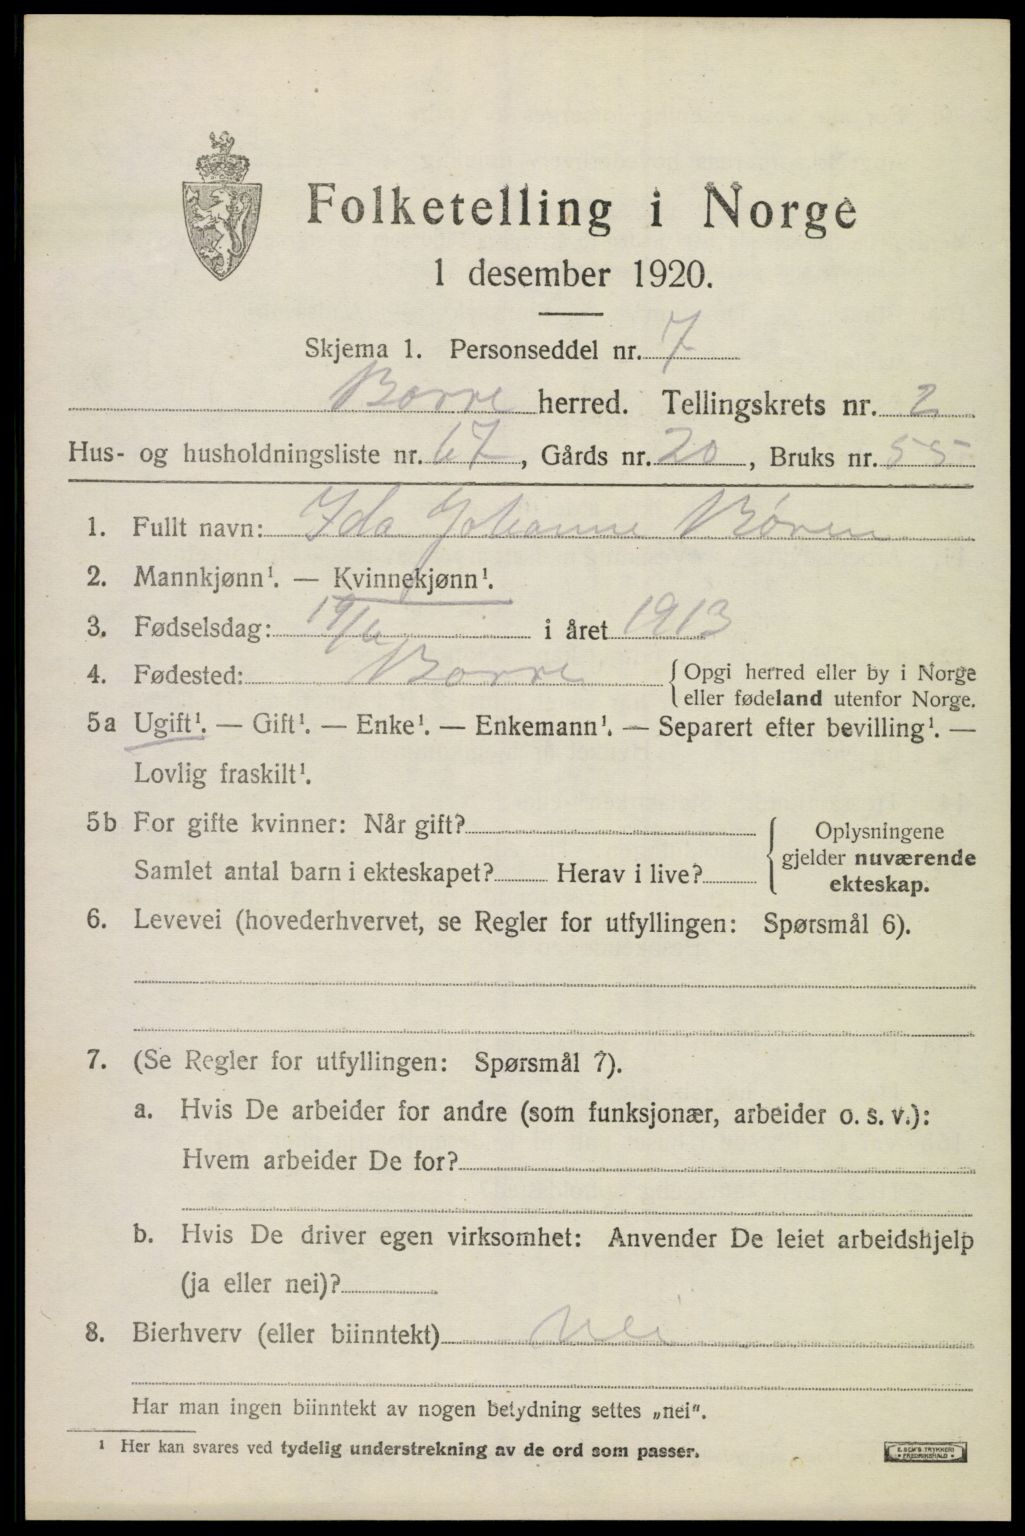 Folketelling i Norge
1 desember 1920.
Skjema 1. Personseddel nr. 7
Borre herred. Tellingskrets nr. 2
Hus- og husholdningsliste nr. 67, Gårds nr. 20, Bruks nr. 55
1. Fullt navn: Ida Johanne Büren
2. Mannkjønn¹. — Kvinnekjønn¹.
3. Fødselsdag: 19/6 i året 1913
4. Fødested: Borre {Opgi herred eller by i Norge
eller fødeland utenfor Norge.
5a Ugift¹. — Gift¹. — Enke¹. — Enkemann¹. — Separert efter bevilling¹. —
Lovlig fraskilt¹.
5b For gifte kvinner: Når gift?
Samlet antal barn i ekteskapet? Herav i live?
{Oplysningene
gjelder nuværende
ekteskap.
6. Levevei (hovederhvervet, se Regler for utfyllingen: Spørsmål 6).
7. (Se Regler for utfyllingen: Spørsmål 7).
a. Hvis De arbeider for andre (som funksjonær, arbeider o. s. v.):
Hvem arbeider De for?
b. Hvis De driver egen virksomhet: Anvender De leiet arbeidshjelp
(ja eller nei)?
8. Bierhverv (eller biinntekt) Nei
Har man ingen biinntekt av nogen betydning settes „nei“.
¹ Her kan svares ved tydelig understrekning av de ord som passer.
E. SEM'S TRYKKERI
FREDRIKSHALD